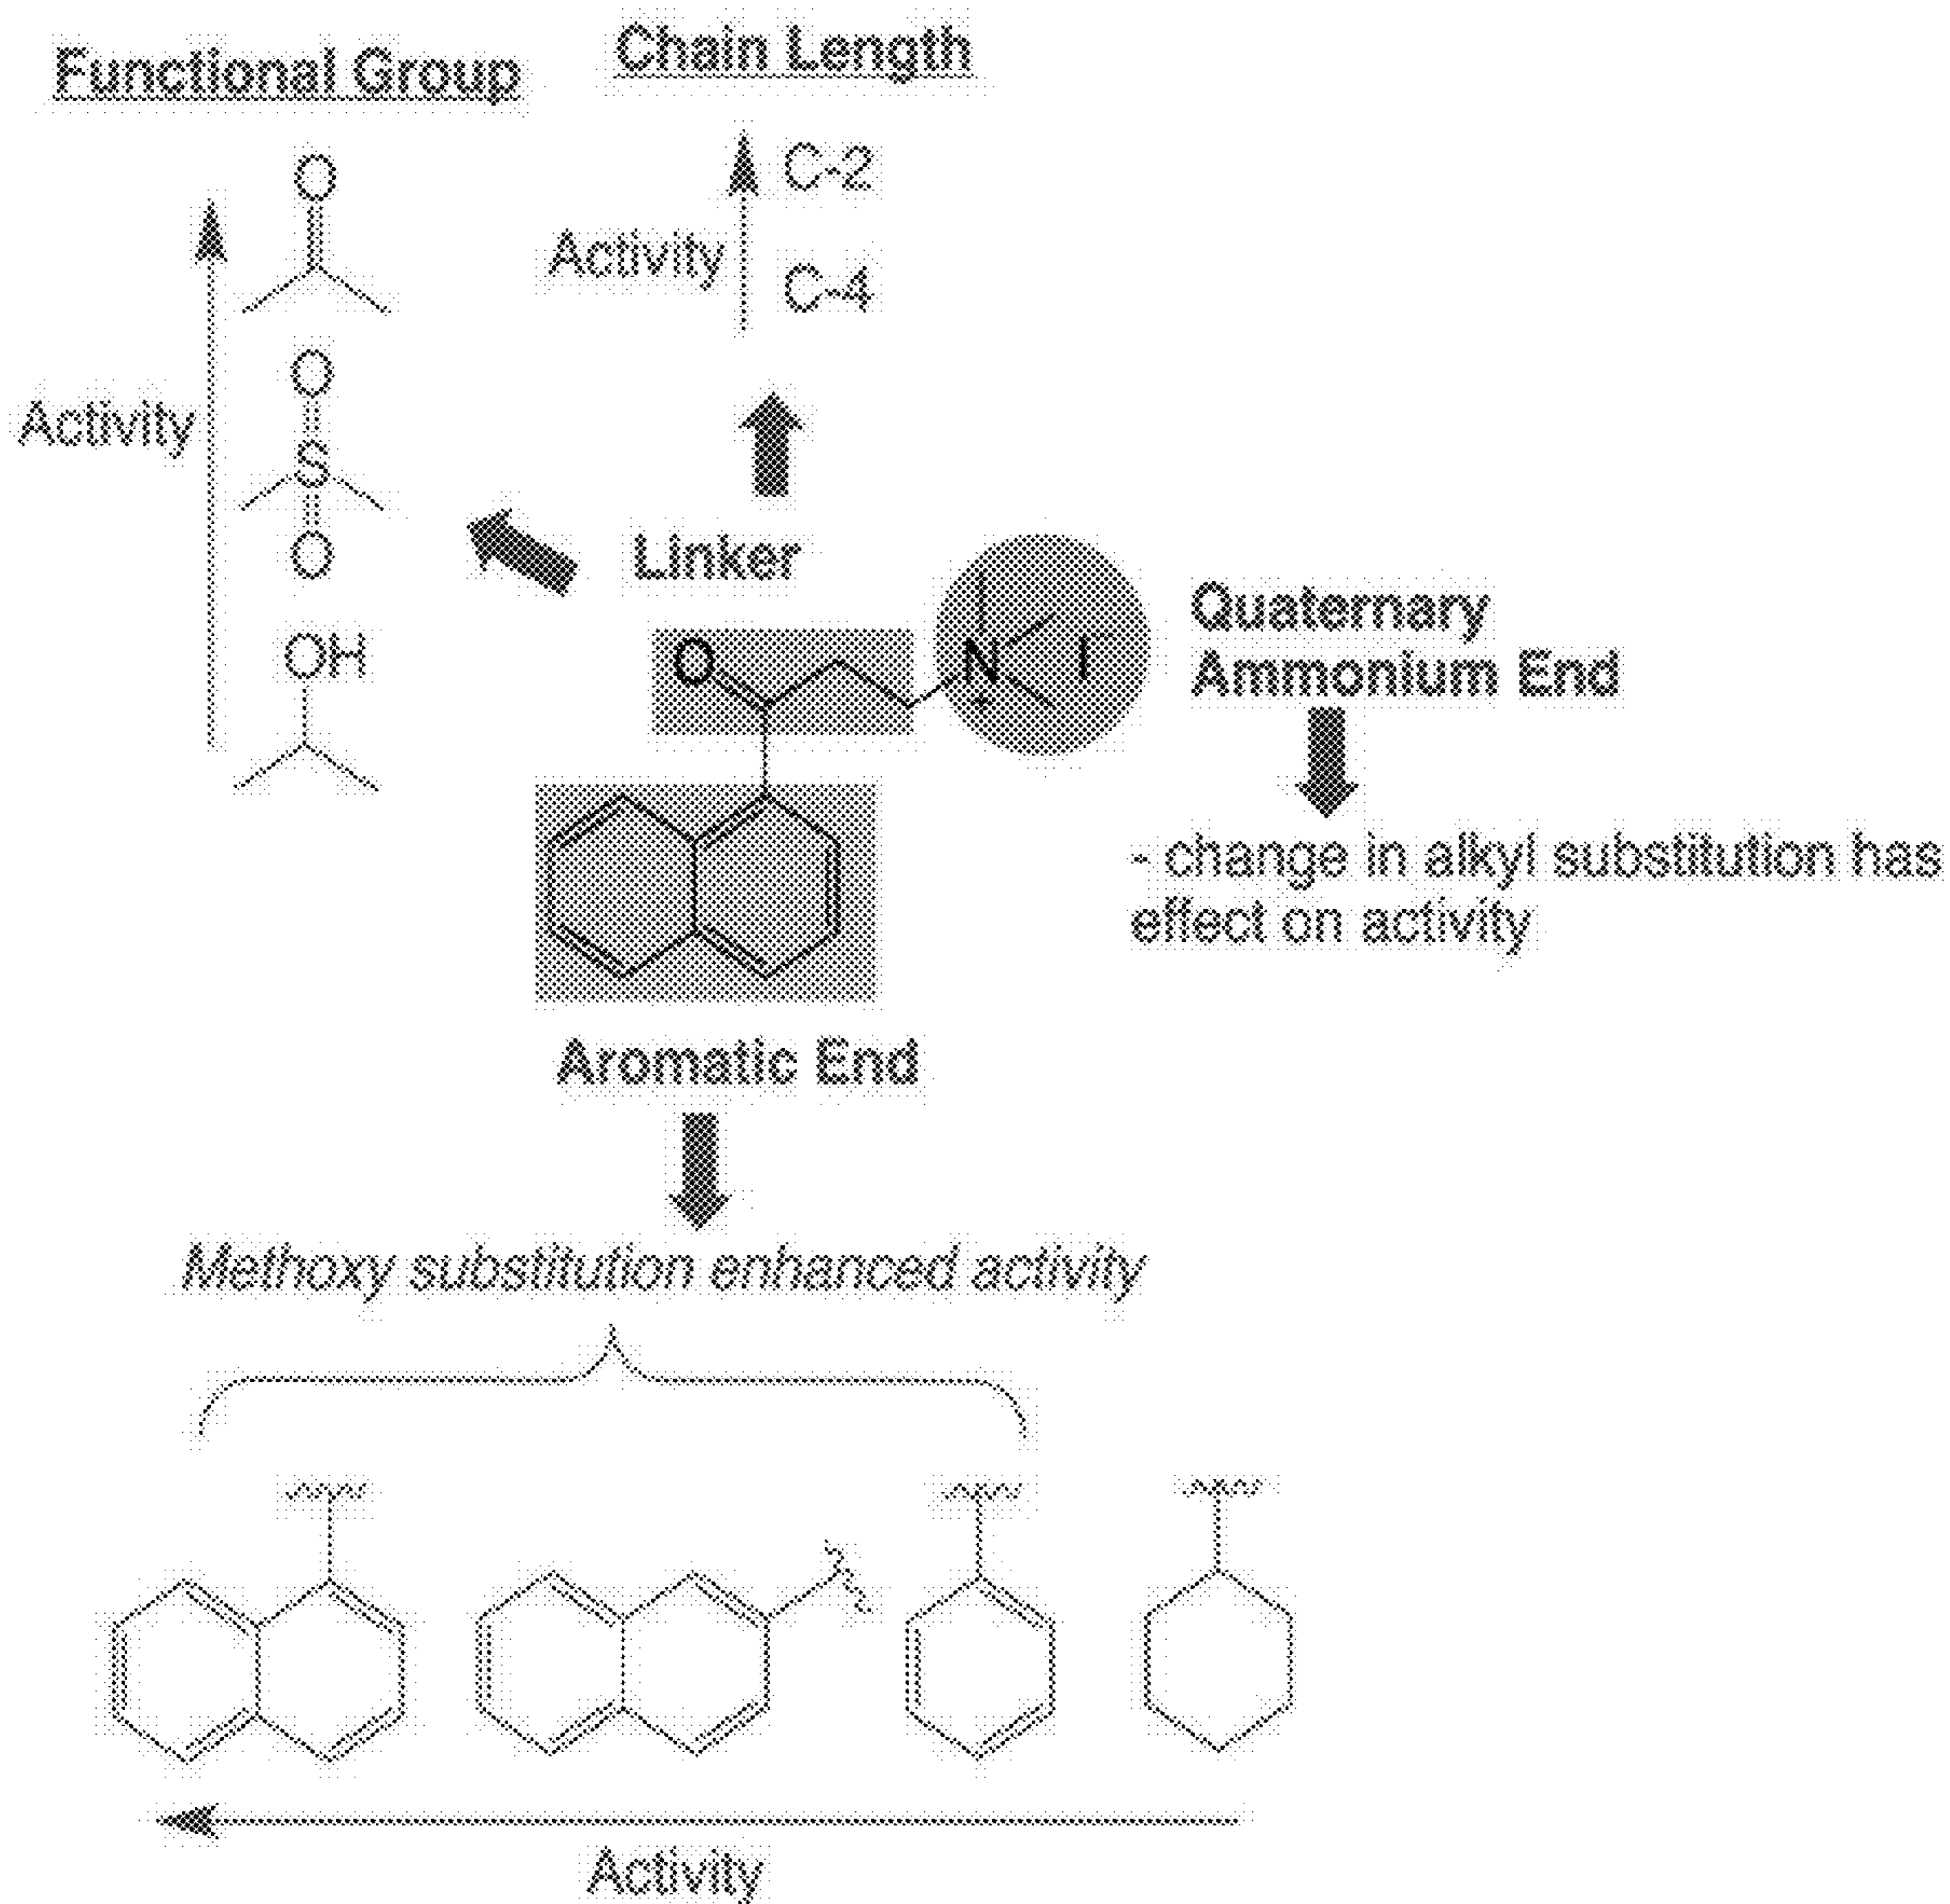 Functional Group
Chain Length
O
O
S
O
OH
Activity
C-2
C-4
Activity
Linker
O
N
+
I-
Quaternary
Ammonium End
- change in alkyl substitution has
effect on activity
Aromatic End
Methoxy substitution enhanced activity
Activity